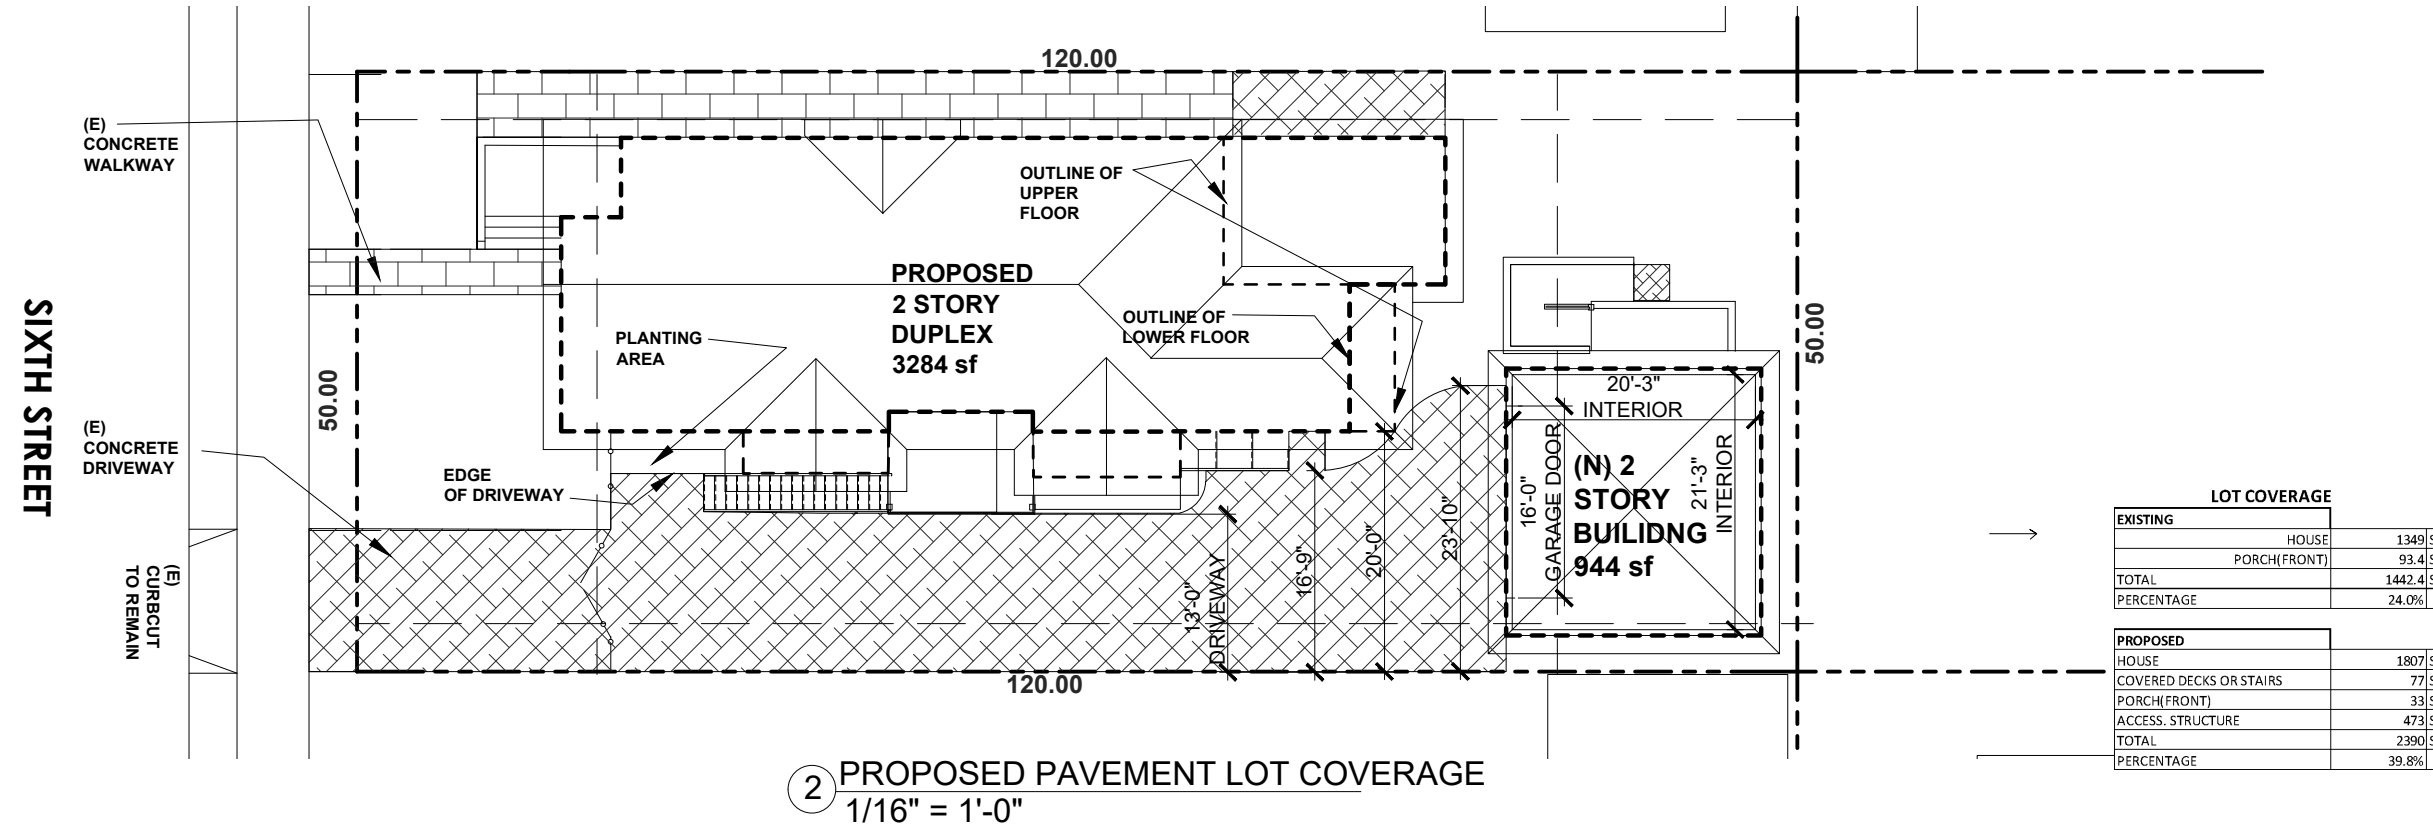 120.00
(E)
CONCRETE
WALKWAY
OUTLINE OF
UPPER
FLOOR
PROPOSED
2 STORY
DUPLEX
3284 sf
OUTLINE OF
LOWER FLOOR
PLANTING
AREA
SIXTH STREET
50.00
50.00
(E)
CONCRETE
DRIVEWAY
EDGE
OF DRIVEWAY
(E)
CURBCUT
TO REMAIN
20'-3"
INTERIOR
21'-3"
INTERIOR
16'-0"
GARAGE DOOR
(N) 2
STORY
BUILIDNG
944 sf
13'-0"
DRIVEWAY
16'-9"
20'-0"
23'-10"
120.00
2 PROPOSED PAVEMENT LOT COVERAGE
1/16" = 1'-0"
LOT COVERAGE
EXISTING
HOUSE 1349 S
PORCH(FRONT) 93.4 S
TOTAL 1442.4 S
PERCENTAGE 24.0%
PROPOSED
HOUSE 1807 S
COVERED DECKS OR STAIRS 77 S
PORCH(FRONT) 33 S
ACCESS. STRUCTURE 473 S
TOTAL 2390 S
PERCENTAGE 39.8%